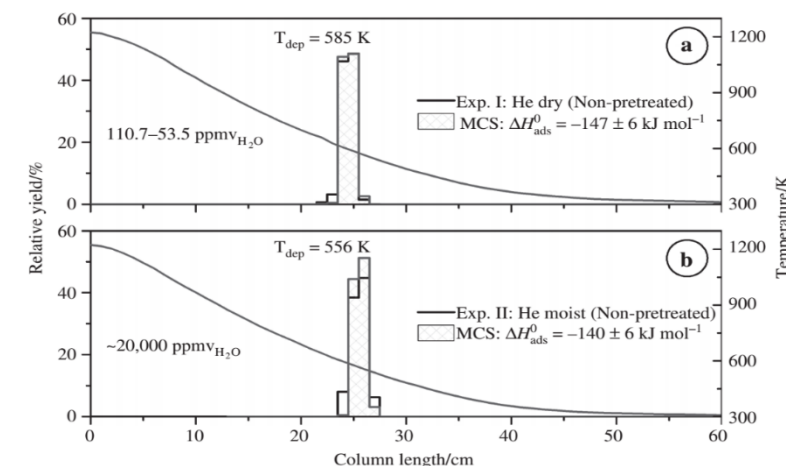 60
50
40
20
0
T_dep = 585 K
110.7–53.5 ppmv_H₂O
a
Exp. I: He dry (Non-pretreated)
MCS: ΔH⁰_ads = –147 ± 6 kJ mol⁻¹
1200
900
600
300
60
40
20
0
T_dep = 556 K
~20,000 ppmv_H₂O
b
Exp. II: He moist (Non-pretreated)
MCS: ΔH⁰_ads = –140 ± 6 kJ mol⁻¹
1200
900
600
300
0 10 20 30 40 50 60
Column length/cm
Relative yield/%
Temperature/K